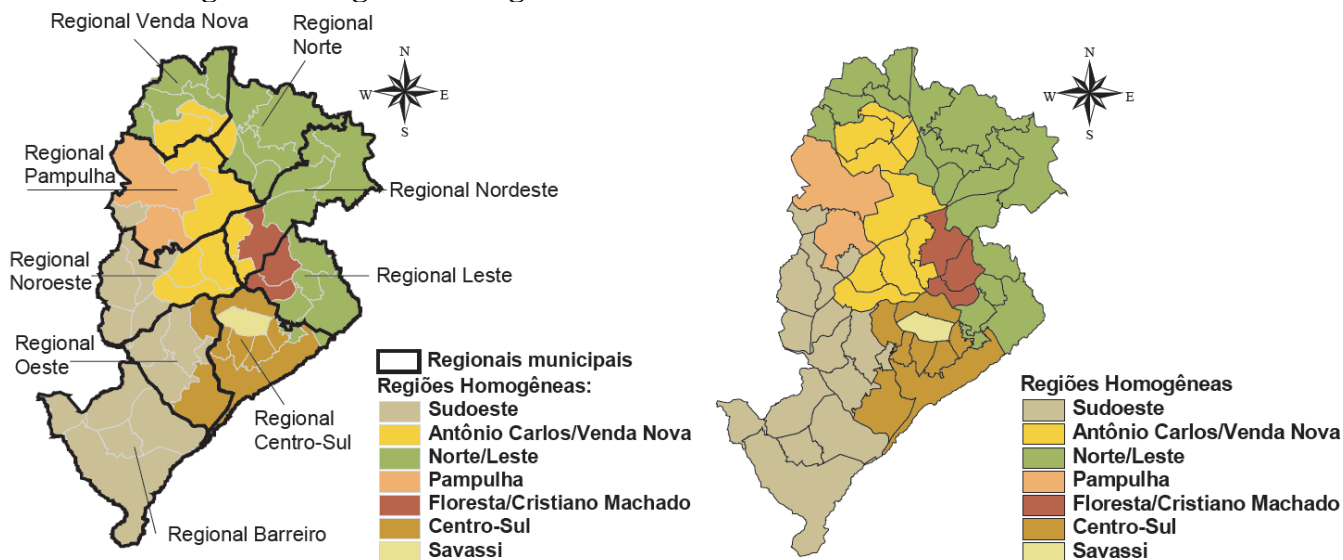 Regional Venda Nova
Regional
Norte
N
W
E
S
Regional
Pampulha
Regional Nordeste
Regional
Noroeste
Regional Leste
Regional
Oeste
Regional
Centro-Sul
Regional Barreiro
Regionais municipais
Regiões Homogêneas:
Sudoeste
Antônio Carlos/Venda Nova
Norte/Leste
Pampulha
Floresta/Cristiano Machado
Centro-Sul
Savassi
N
W
E
S
Regiões Homogêneas
Sudoeste
Antônio Carlos/Venda Nova
Norte/Leste
Pampulha
Floresta/Cristiano Machado
Centro-Sul
Savassi